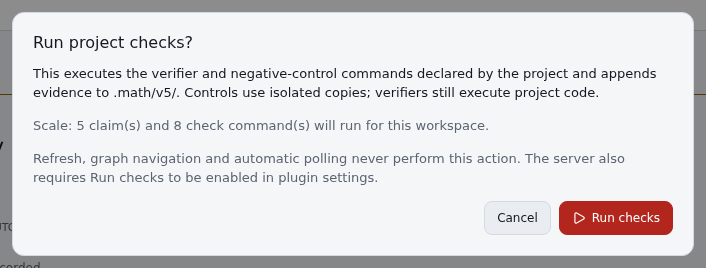 Run project checks?
This executes the verifier and negative-control commands declared by the project and appends
evidence to .math/v5/. Controls use isolated copies; verifiers still execute project code.
Scale: 5 claim(s) and 8 check command(s) will run for this workspace.
Refresh, graph navigation and automatic polling never perform this action. The server also
requires Run checks to be enabled in plugin settings.
Cancel
Run checks